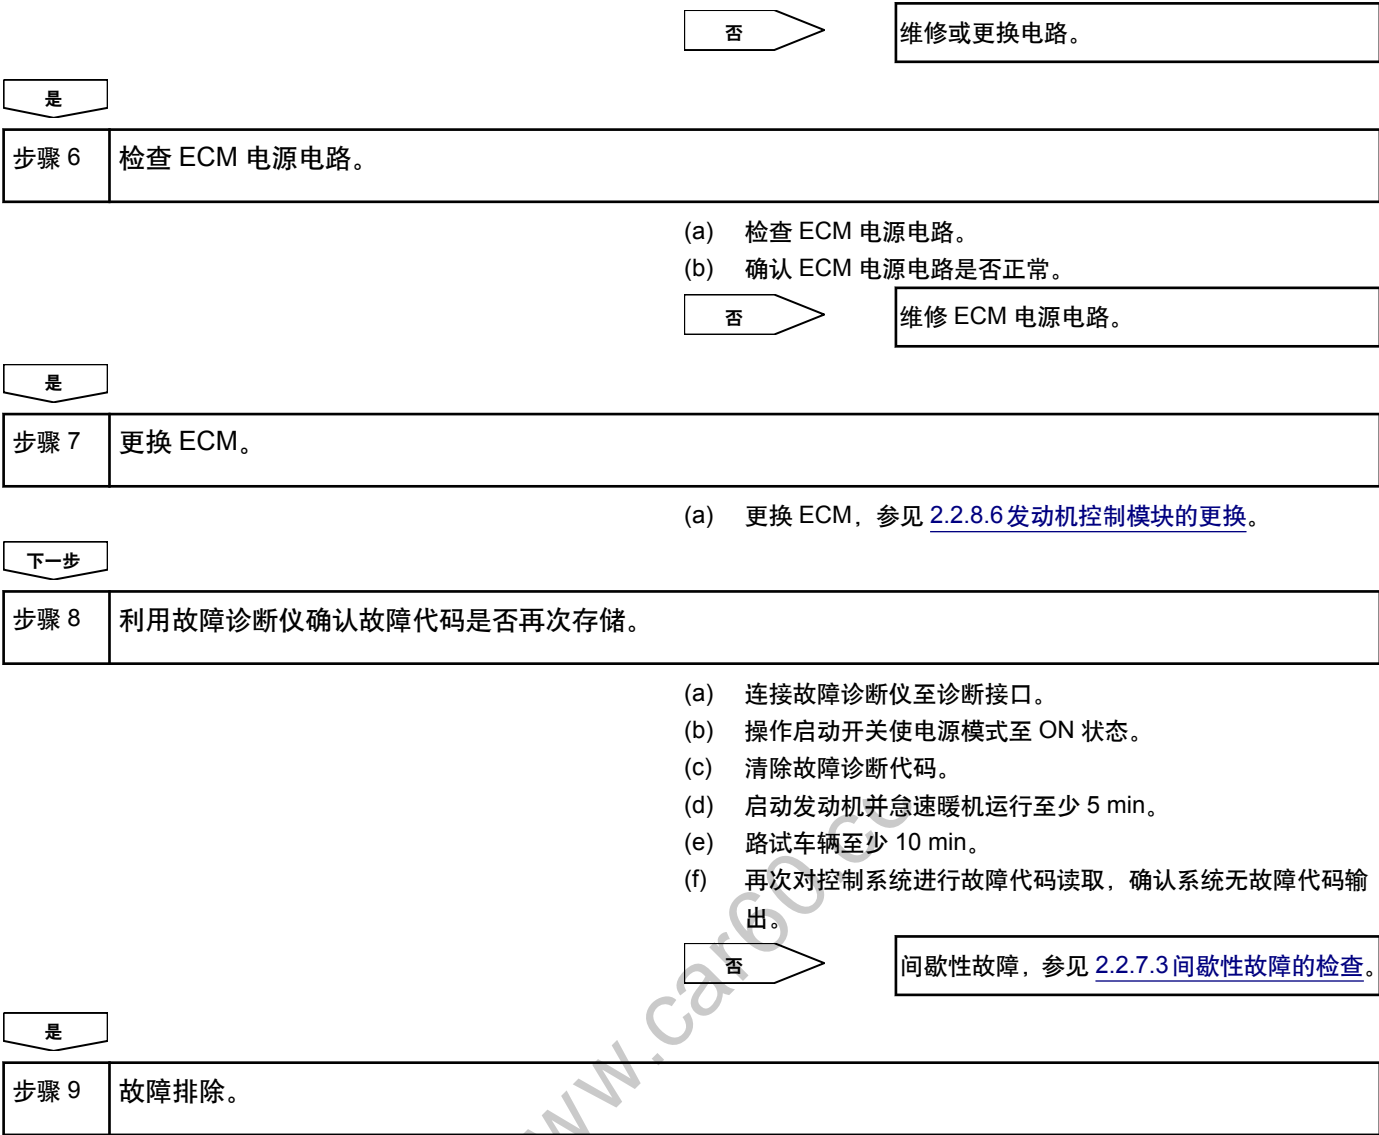 否
维修或更换电路。
是
步骤 6
检查 ECM 电源电路。
(a) 检查 ECM 电源电路。
(b) 确认 ECM 电源电路是否正常。
否
维修 ECM 电源电路。
是
步骤 7
更换 ECM。
(a) 更换 ECM，参见 2.2.8.6发动机控制模块的更换。
下一步
步骤 8
利用故障诊断仪确认故障代码是否再次存储。
(a) 连接故障诊断仪至诊断接口。
(b) 操作启动开关使电源模式至 ON 状态。
(c) 清除故障诊断代码。
(d) 启动发动机并怠速暖机运行至少 5 min。
(e) 路试车辆至少 10 min。
(f) 再次对控制系统进行故障代码读取，确认系统无故障代码输
出。
否
间歇性故障，参见 2.2.7.3间歇性故障的检查。
是
步骤 9
故障排除。